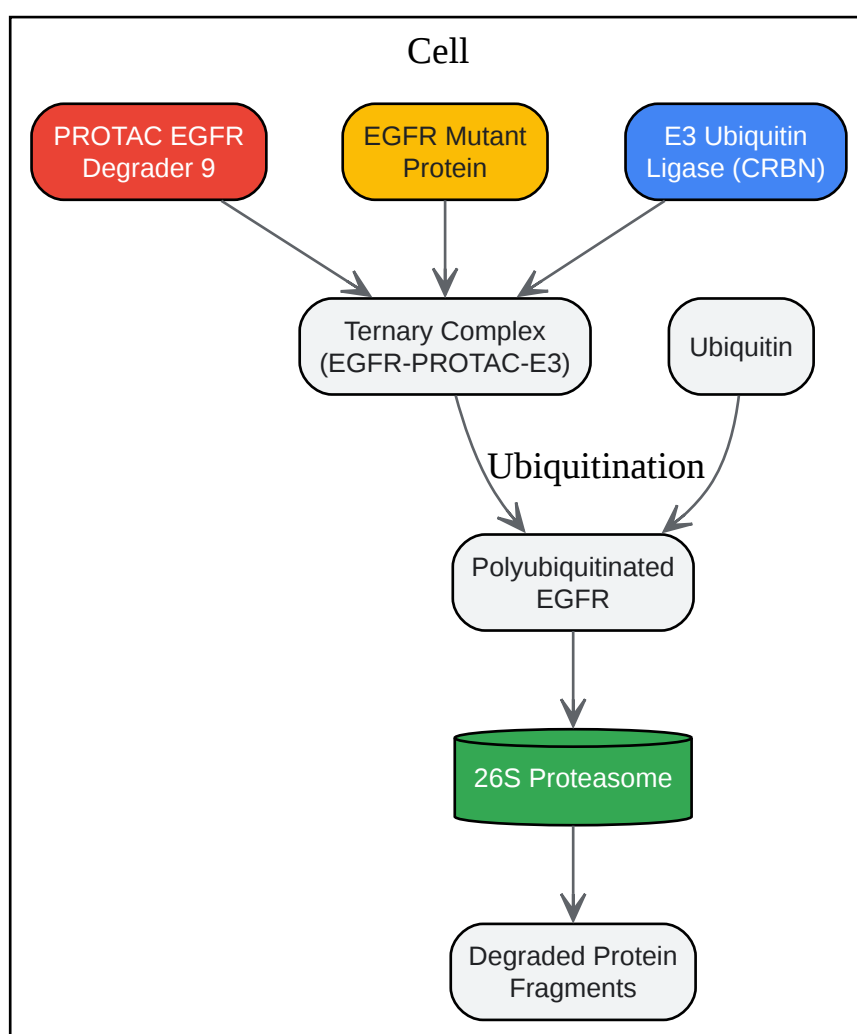 Cell
PROTAC EGFR
Degrader 9
EGFR Mutant
Protein
E3 Ubiquitin
Ligase (CRBN)
Ternary Complex
(EGFR-PROTAC-E3)
Ubiquitin
Ubiquitination
Polyubiquitinated
EGFR
26S Proteasome
Degraded Protein
Fragments